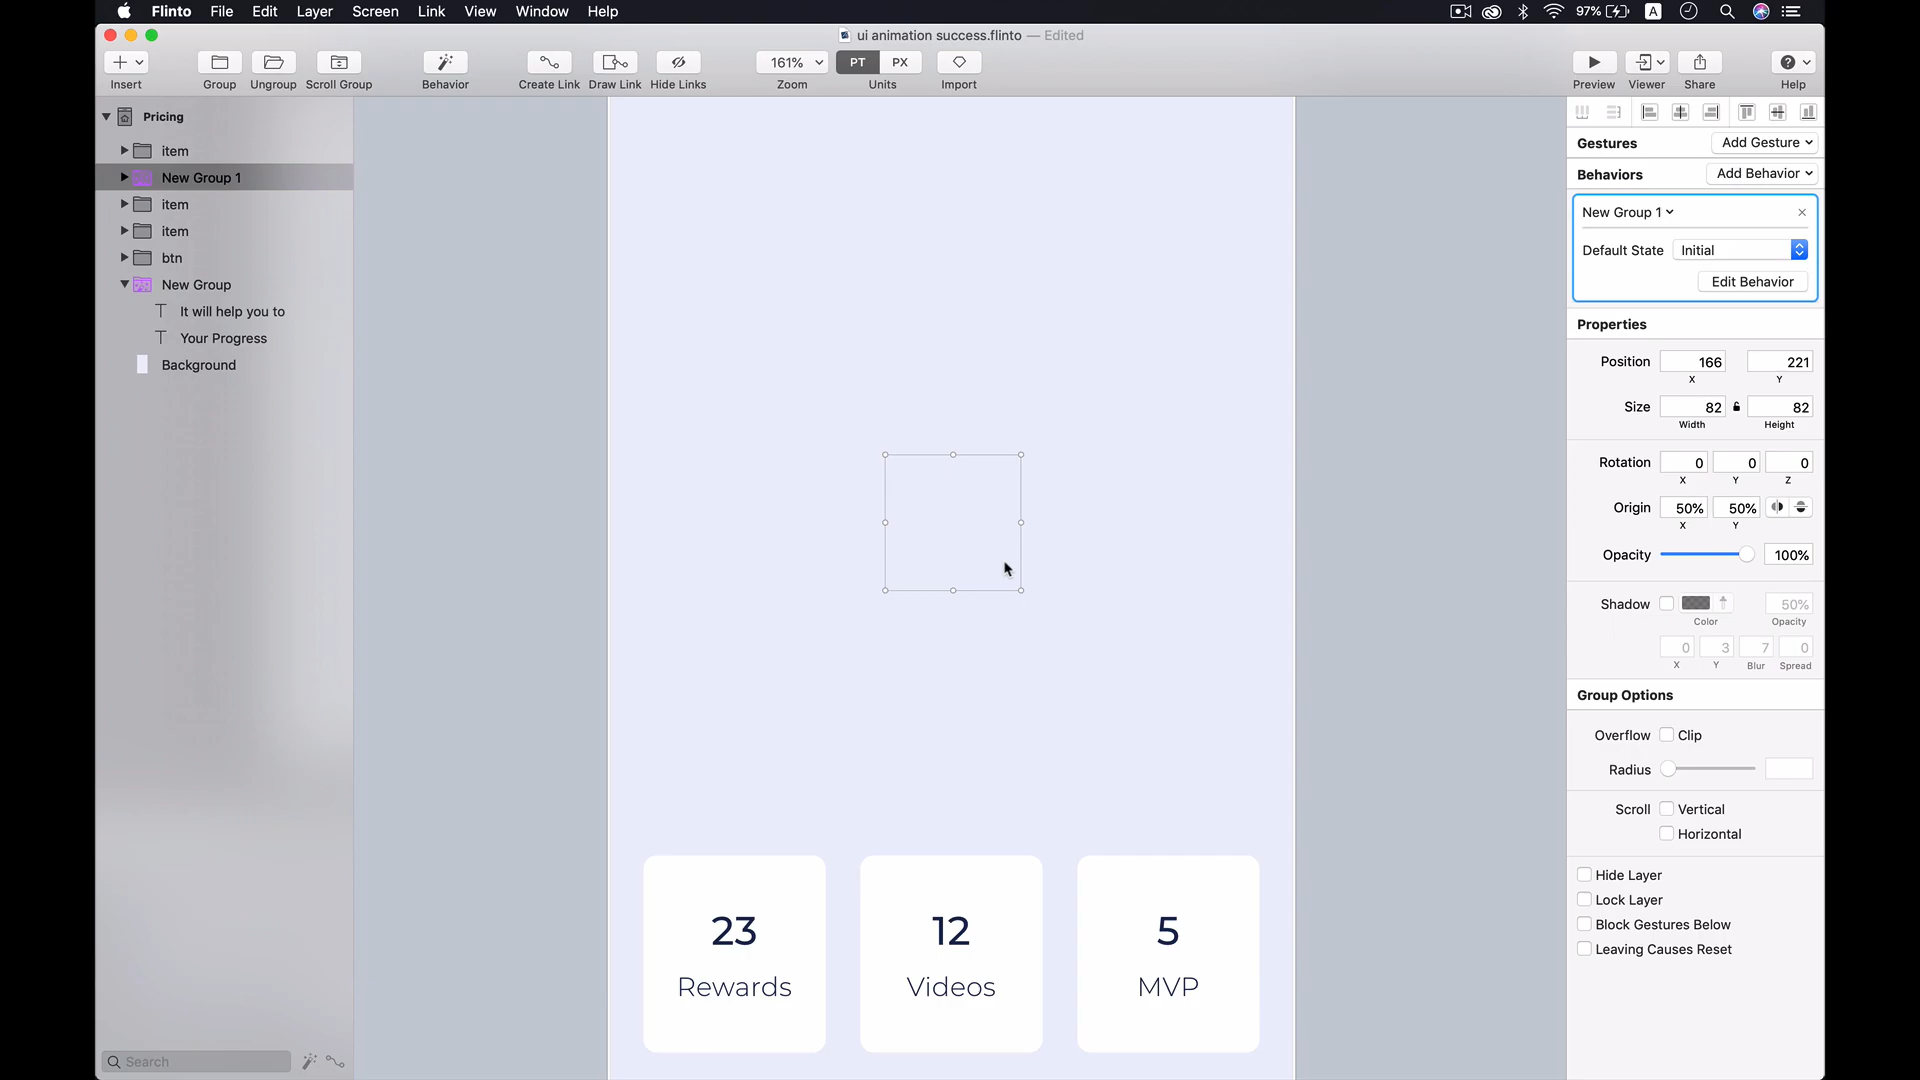 Flinto File Edit Layer Screen Link View Window Help 97% A
ui animation success.flinto — Edited
161% PT PX
Insert Group Ungroup Scroll Group Behavior Create Link Draw Link Hide Links Zoom Units Import Preview Viewer Share Help
Pricing
item
New Group 1
item
item
btn
New Group
It will help you to
Your Progress
Background
Search
23
Rewards
12
Videos
5
MVP
Gestures Add Gesture
Behaviors Add Behavior
New Group 1
Default State Initial
Edit Behavior
Properties
Position 166 221
X Y
Size 82 82
Width Height
Rotation 0 0 0
X Y Z
Origin 50% 50%
X Y
Opacity 100%
Shadow 50%
Color Opacity
0 3 7 0
X Y Blur Spread
Group Options
Overflow Clip
Radius
Scroll Vertical
Horizontal
Hide Layer
Lock Layer
Block Gestures Below
Leaving Causes Reset